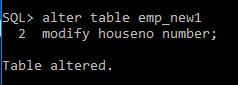 SQL> alter table emp_new1
  2  modify houseno number;
Table altered.